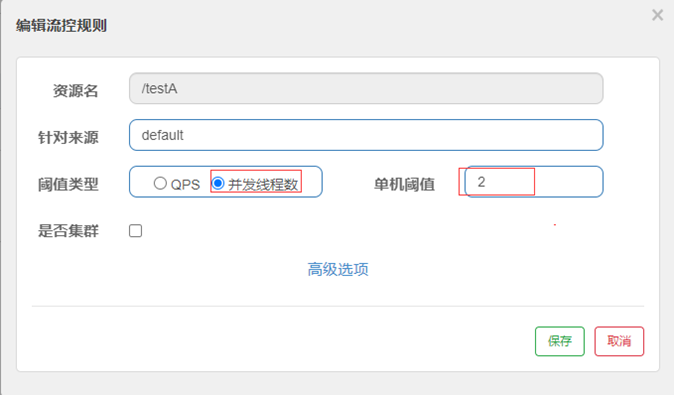 编辑流控规则
×
资源名 /testA
针对来源 default
阈值类型 QPS 并发线程数 单机阈值 2
是否集群
高级选项
保存 取消